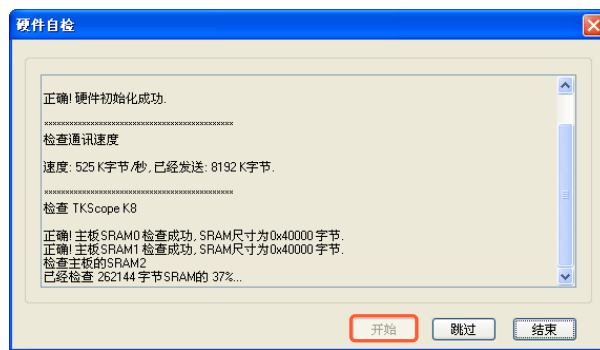 硬件自检
正确! 硬件初始化成功.
******************************************
检查通讯速度
速度: 525 K字节/秒, 已经发送: 8192 K字节.
******************************************
检查 TKScope K8
正确! 主板SRAM0 检查成功, SRAM尺寸为0x40000 字节.
正确! 主板SRAM1 检查成功, SRAM尺寸为0x40000 字节.
检查主板的SRAM2
已经检查 262144 字节SRAM的 37%...
开始 跳过 结束